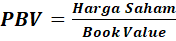 PBV = Harga Saham / Book Value